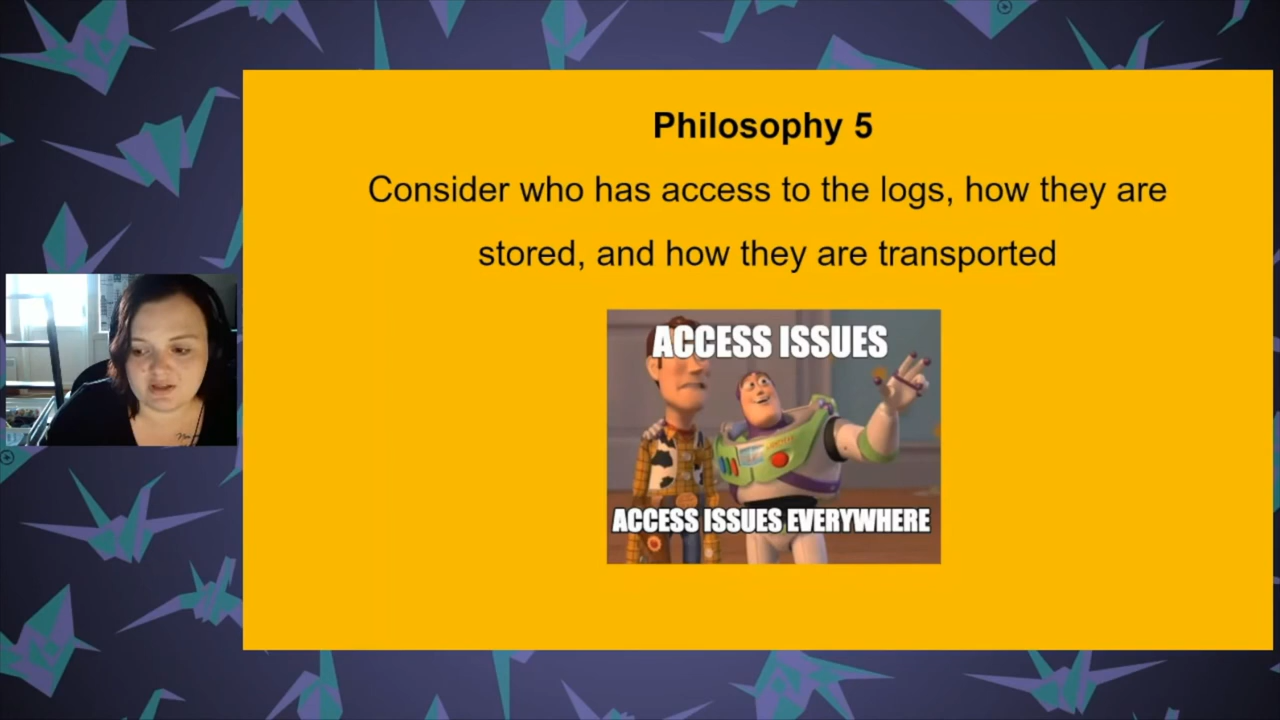 Philosophy 5
Consider who has access to the logs, how they are
stored, and how they are transported
ACCESS ISSUES
ACCESS ISSUES EVERYWHERE